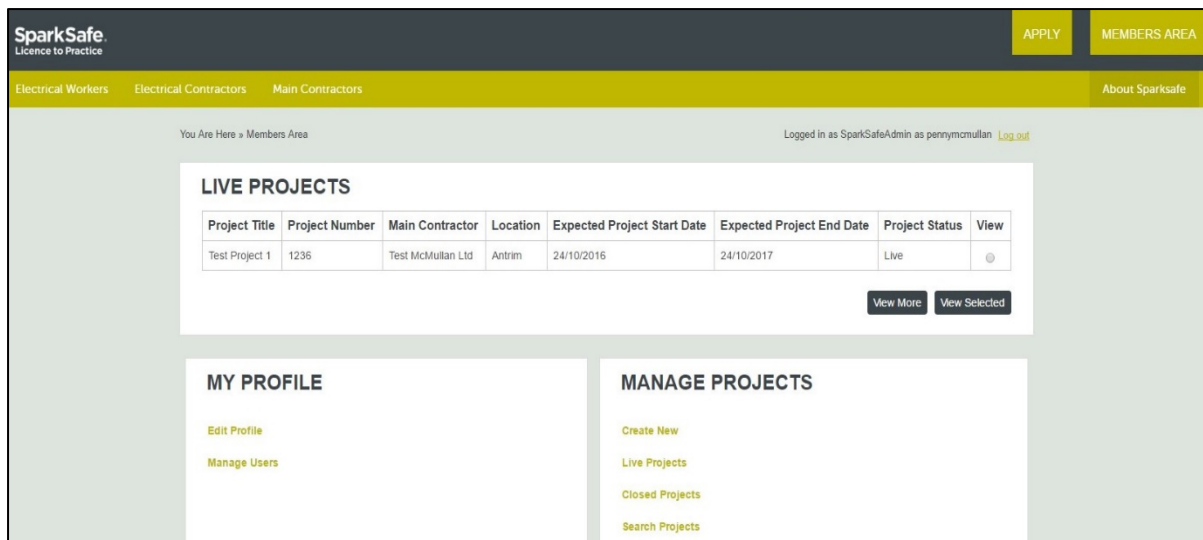 SparkSafe.
Licence to Practice
APPLY
MEMBERS AREA
Electrical Workers
Electrical Contractors
Main Contractors
About Sparksafe
You Are Here » Members Area
Logged in as SparkSafeAdmin as pennymcmullan Log out
LIVE PROJECTS
Project Title Project Number Main Contractor Location Expected Project Start Date Expected Project End Date Project Status View
Test Project 1 1236 Test McMullan Ltd Antrim 24/10/2016 24/10/2017 Live
View More View Selected
MY PROFILE
Edit Profile
Manage Users
MANAGE PROJECTS
Create New
Live Projects
Closed Projects
Search Projects